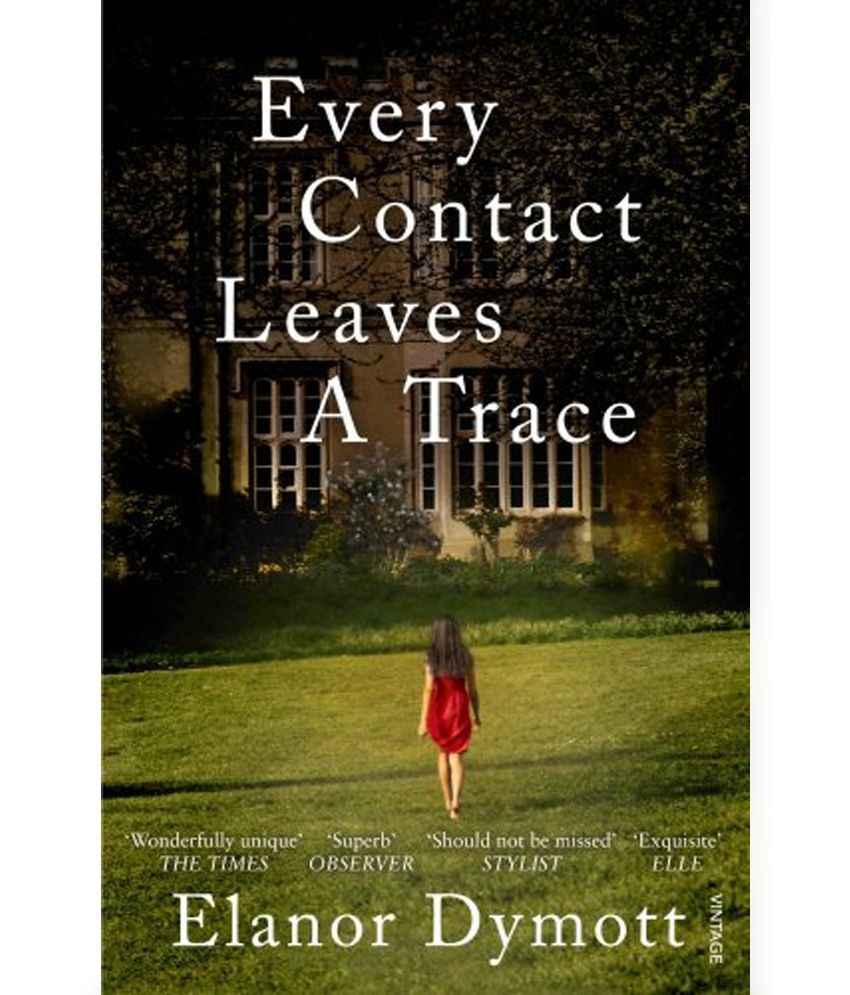 Every
Contact
Leaves
A Trace
‘Wonderfully unique’ ‘Superb’ ‘Should not be missed’ ‘Exquisite’
THE TIMES OBSERVER STYLIST ELLE
Elanor Dymott
VINTAGE